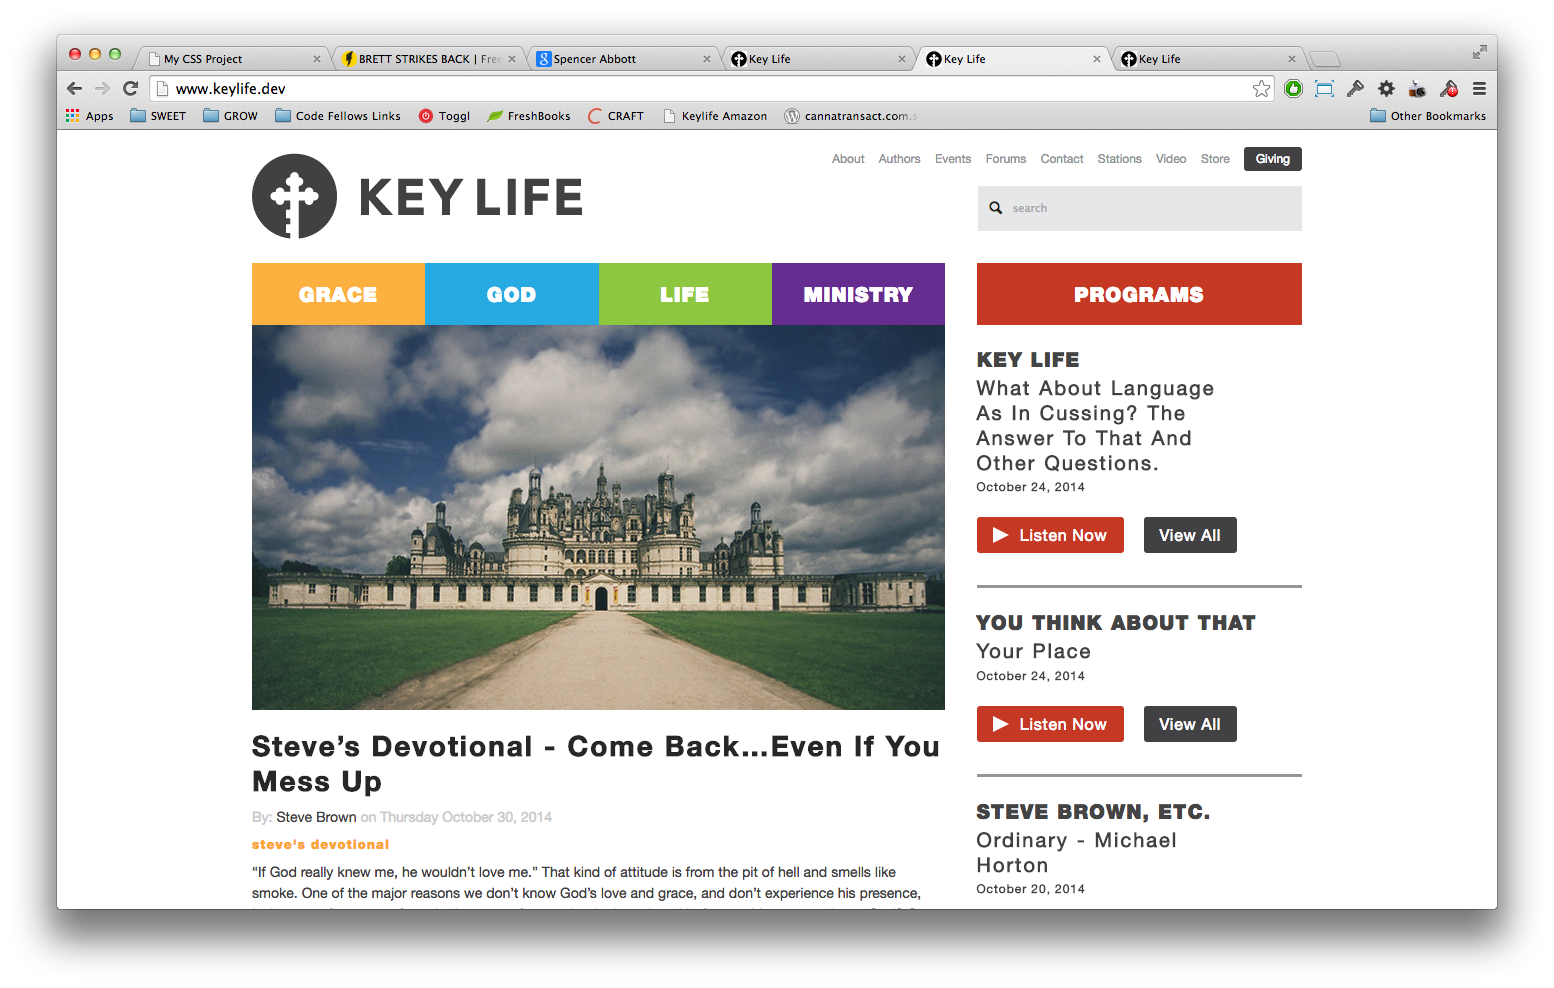 My CSS Project
BRETT STRIKES BACK | Fre
Spencer Abbott
Key Life
Key Life
Key Life
www.keylife.dev
Apps
SWEET
GROW
Code Fellows Links
Toggl
FreshBooks
CRAFT
Keylife Amazon
cannatransact.com.s
Other Bookmarks
About Authors Events Forums Contact Stations Video Store Giving
KEY LIFE
search
GRACE GOD LIFE MINISTRY
PROGRAMS
Steve’s Devotional - Come Back...Even If You
Mess Up
By: Steve Brown on Thursday October 30, 2014
steve's devotional
“If God really knew me, he wouldn’t love me.” That kind of attitude is from the pit of hell and smells like
smoke. One of the major reasons we don’t know God’s love and grace, and don’t experience his presence,
KEY LIFE
What About Language
As In Cussing? The
Answer To That And
Other Questions.
October 24, 2014
Listen Now
View All
YOU THINK ABOUT THAT
Your Place
October 24, 2014
Listen Now
View All
STEVE BROWN, ETC.
Ordinary - Michael
Horton
October 20, 2014